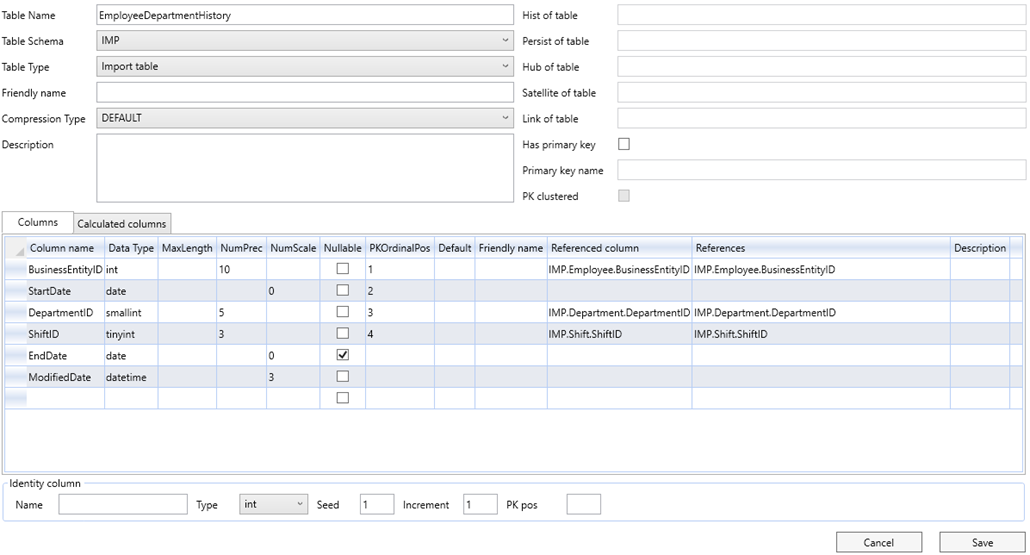 Table Name EmployeeDepartmentHistory Hist of table
Table Schema IMP Persist of table
Table Type Import table Hub of table
Friendly name Satellite of table
Compression Type DEFAULT Link of table
Description Has primary key
Primary key name
PK clustered
Columns Calculated columns
Column name Data Type MaxLength NumPrec NumScale Nullable PKOrdinalPos Default Friendly name Referenced column References Description
BusinessEntityID int 10 1 IMP.Employee.BusinessEntityID IMP.Employee.BusinessEntityID
StartDate date 0 2
DepartmentID smallint 5 3 IMP.Department.DepartmentID IMP.Department.DepartmentID
ShiftID tinyint 3 4 IMP.Shift.ShiftID IMP.Shift.ShiftID
EndDate date 0
ModifiedDate datetime 3
Identity column
Name Type int Seed 1 Increment 1 PK pos
Cancel Save